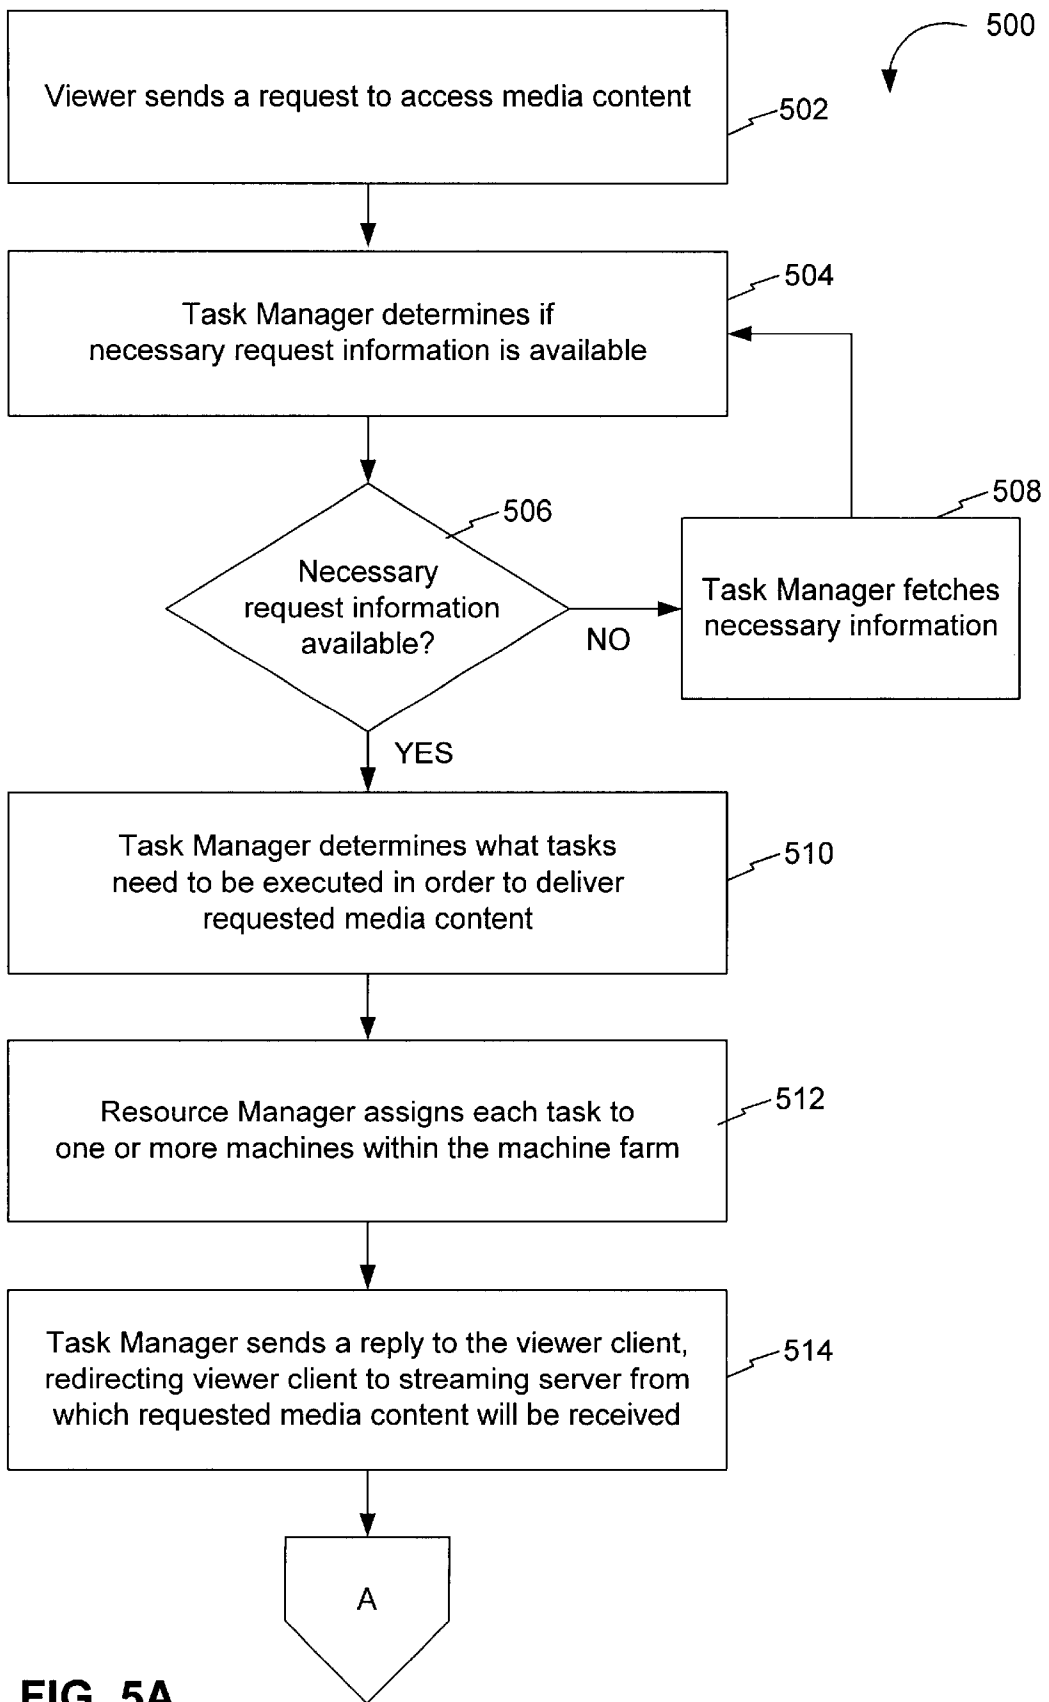 500
Viewer sends a request to access media content
502
504
Task Manager determines if
necessary request information is available
506
508
Necessary
request information
available?
NO
Task Manager fetches
necessary information
YES
Task Manager determines what tasks
need to be executed in order to deliver
requested media content
510
Resource Manager assigns each task to
one or more machines within the machine farm
512
Task Manager sends a reply to the viewer client,
redirecting viewer client to streaming server from
which requested media content will be received
514
A
FIG. 5A